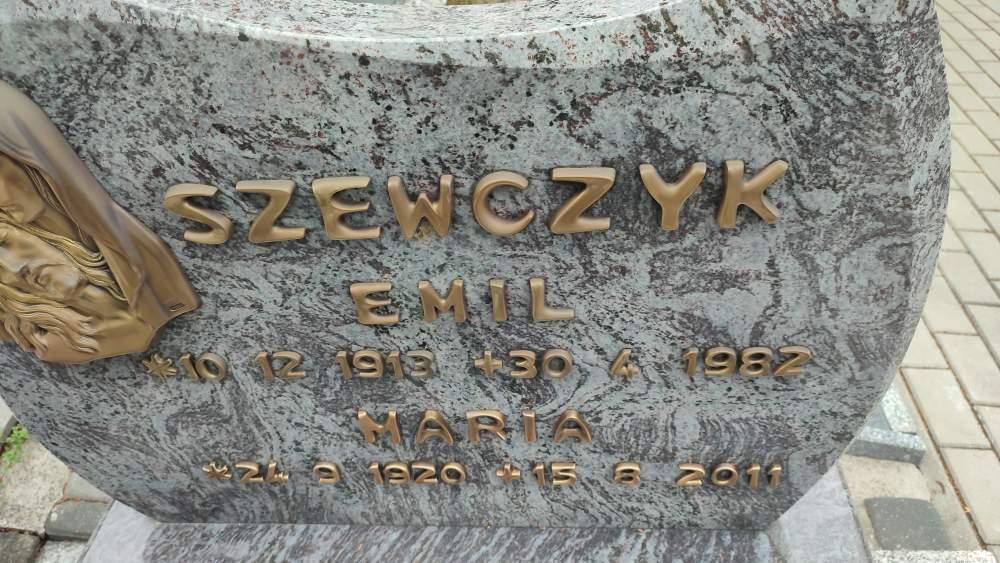 SZEWCZYK
EMIL
*10 12 1913 +30 4 1982
MARIA
*24 9 1920 +15 8 2011